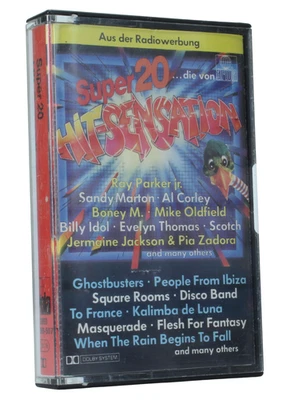 Aus der Radiowerbung
Super 20
...die von
HIT-SENSATION
Ray Parker jr.
Sandy Marton · Al Corley
Boney M. · Mike Oldfield
Billy Idol · Evelyn Thomas · Scotch
Jermaine Jackson & Pia Zadora
and many others
Ghostbusters · People From Ibiza
Square Rooms · Disco Band
To France · Kalimba de Luna
Masquerade · Flesh For Fantasy
When The Rain Begins To Fall
and many others
DOLBY SYSTEM
Super 20